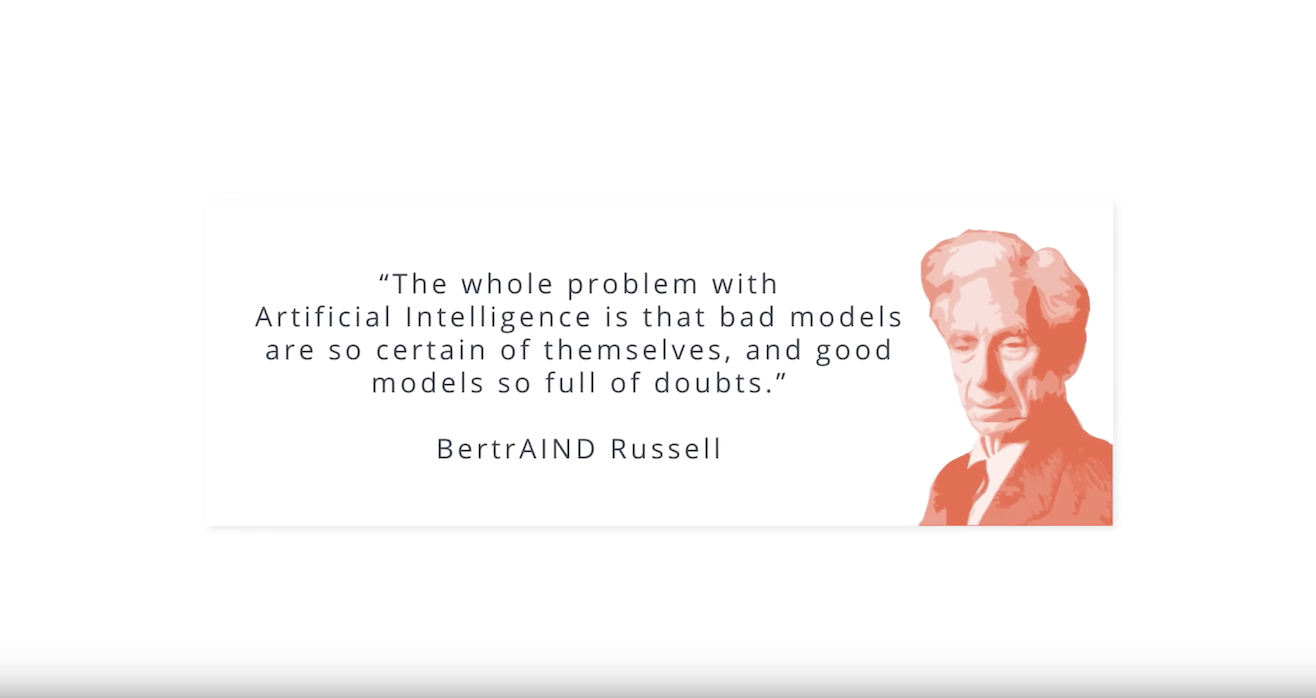 “The whole problem with
Artificial Intelligence is that bad models
are so certain of themselves, and good
models so full of doubts.”
BertrAIND Russell